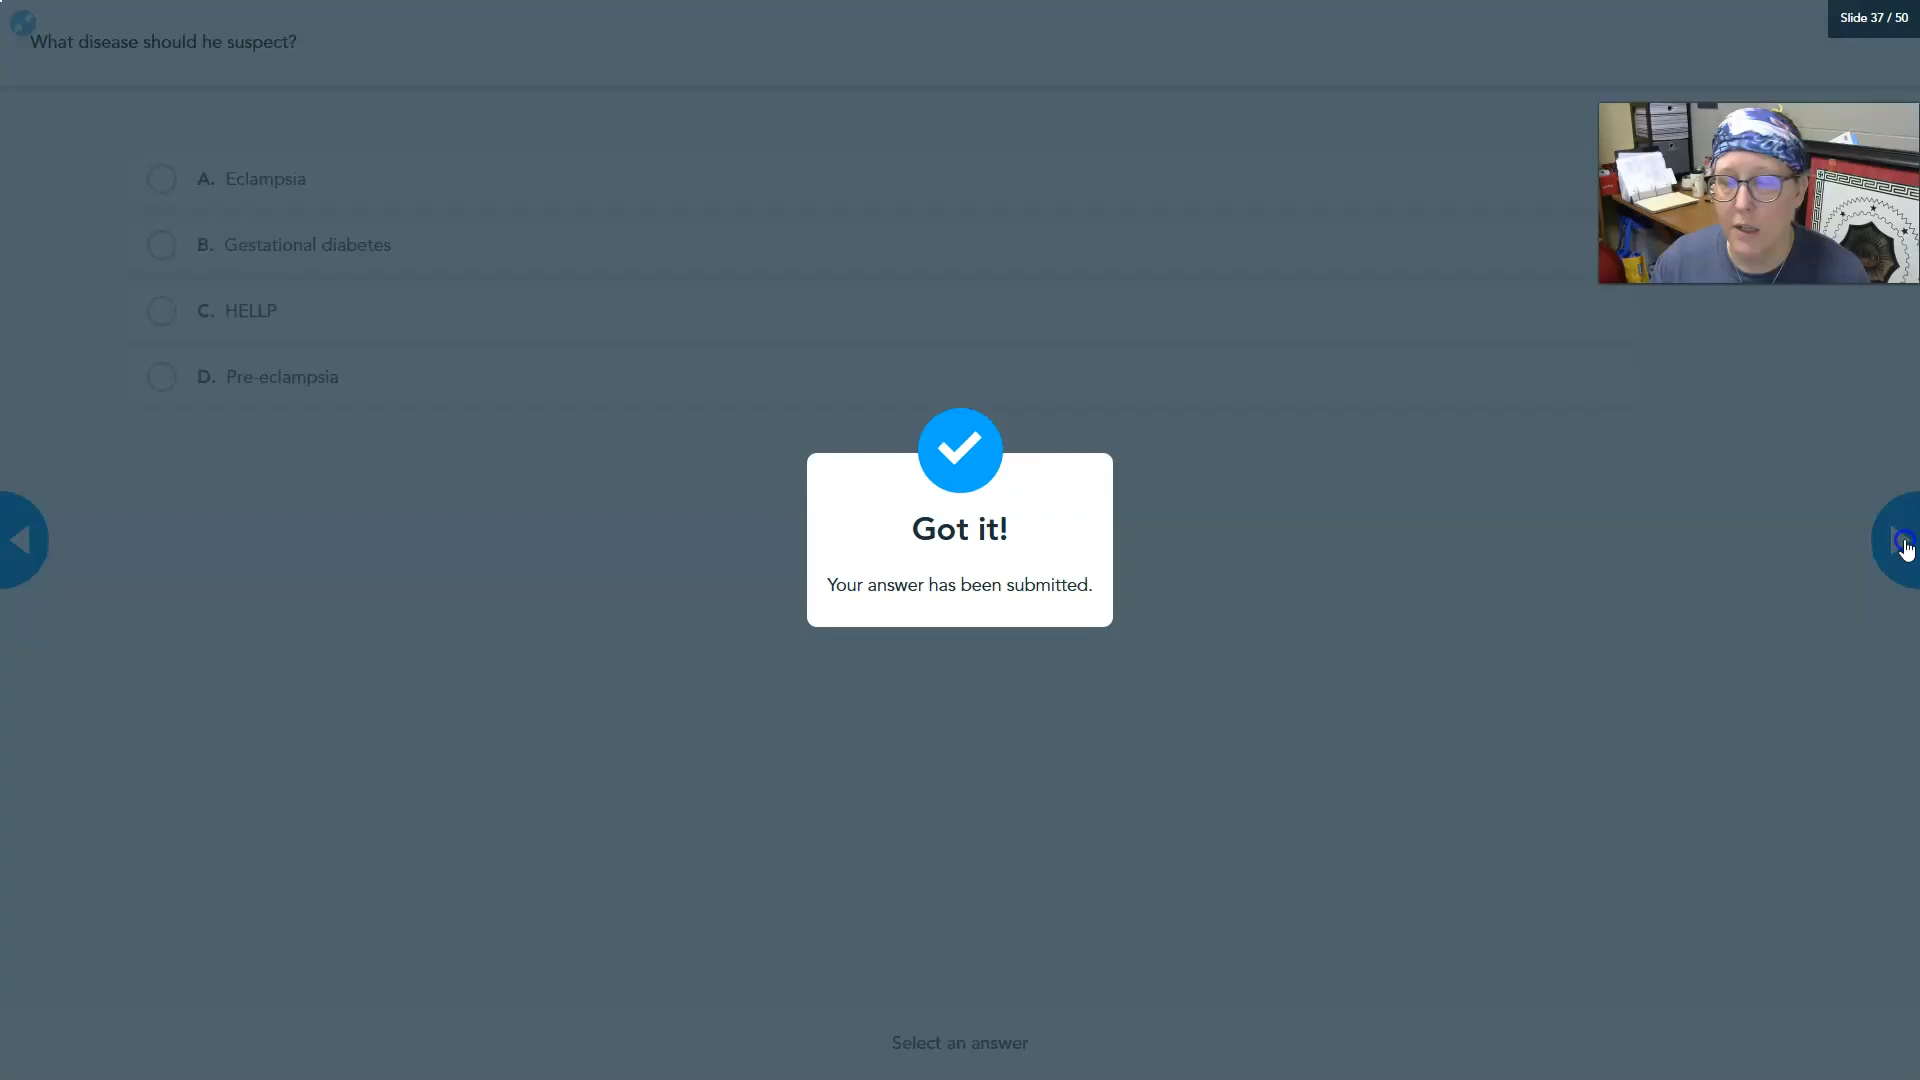 Slide 37 / 50
What disease should he suspect?
A. Eclampsia
B. Gestational diabetes
C. HELLP
D. Pre-eclampsia
Got it!
Your answer has been submitted.
Select an answer